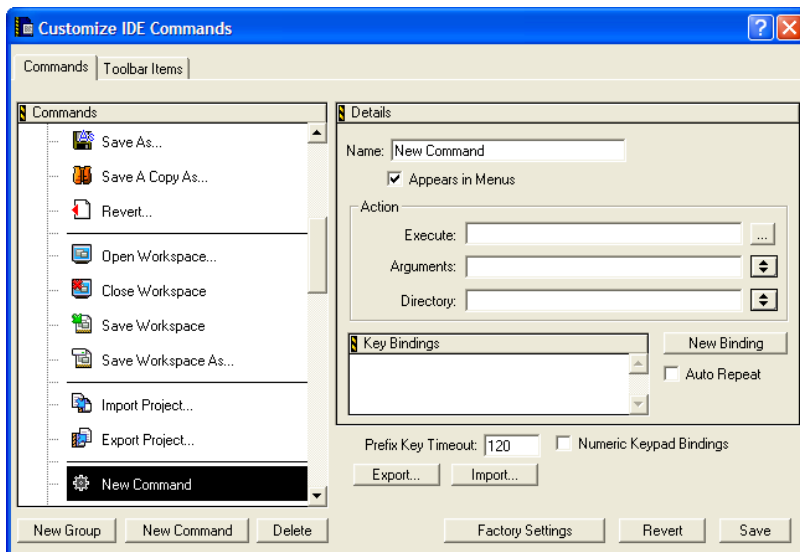 Customize IDE Commands
Commands
Toolbar Items
Commands
Save As...
Save A Copy As...
Revert...
Open Workspace...
Close Workspace
Save Workspace
Save Workspace As...
Import Project...
Export Project...
New Command
New Group
New Command
Delete
Details
Name: New Command
Appears in Menus
Action
Execute:
...
Arguments:
Directory:
Key Bindings
New Binding
Auto Repeat
Prefix Key Timeout: 120
Numeric Keypad Bindings
Export...
Import...
Factory Settings
Revert
Save